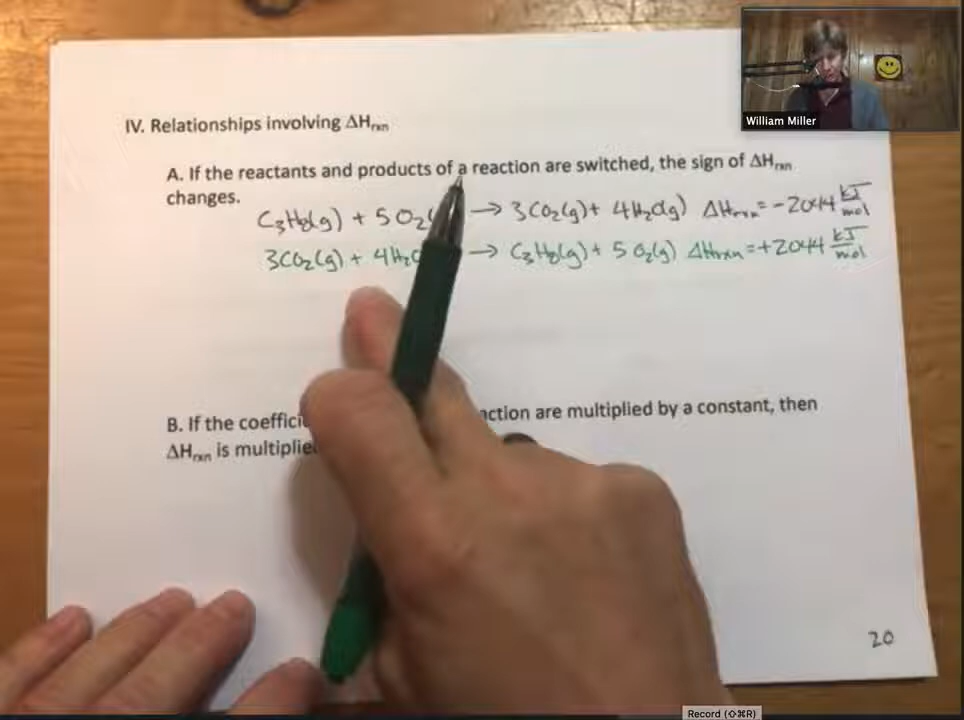 William Miller
IV. Relationships involving ΔHrxn
A. If the reactants and products of a reaction are switched, the sign of ΔHrxn
changes.
C3H8(g) + 5O2( → 3CO2(g) + 4H2O(g) ΔHrxn = -2044 kJ/mol
3CO2(g) + 4H2O → C3H8(g) + 5O2(g) ΔHrxn = +2044 kJ/mol
B. If the coeffici ction are multiplied by a constant, then
ΔHrxn is multiplie
20
Record (⇧⌘R)